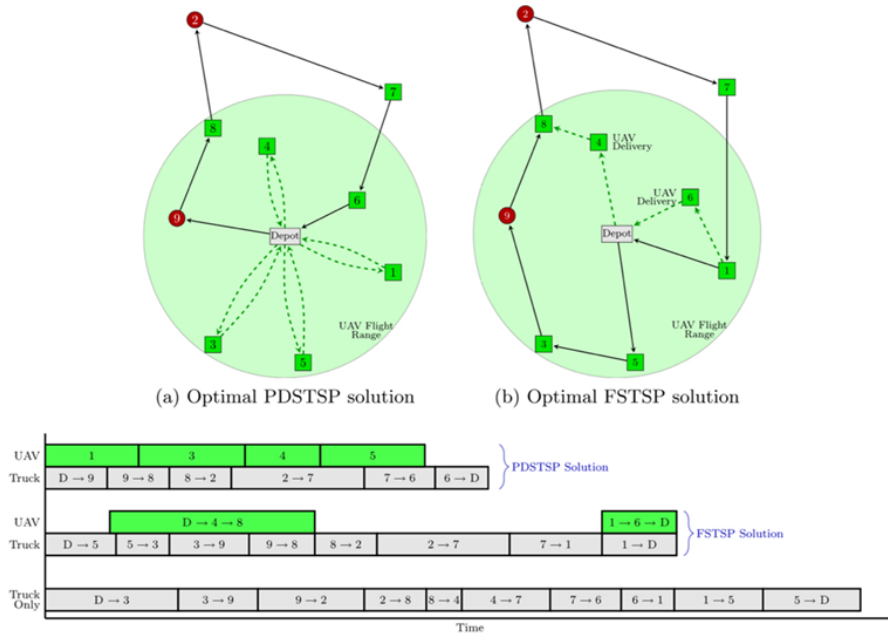 2
7
8
4
6
9
Depot
1
3
5
UAV Flight
Range
(a) Optimal PDSTSP solution
2
7
8
4
UAV
Delivery
UAV
Delivery
6
9
Depot
1
3
5
UAV Flight
Range
(b) Optimal FSTSP solution
UAV 1 3 4 5
Truck D → 9 9 → 8 8 → 2 2 → 7 7 → 6 6 → D
PDSTSP Solution
UAV D → 4 → 8 1 → 6 → D
Truck D → 5 5 → 3 3 → 9 9 → 8 8 → 2 2 → 7 7 → 1 1 → D
FSTSP Solution
Truck
Only
D → 3 3 → 9 9 → 2 2 → 8 8 → 4 4 → 7 7 → 6 6 → 1 1 → 5 5 → D
Time